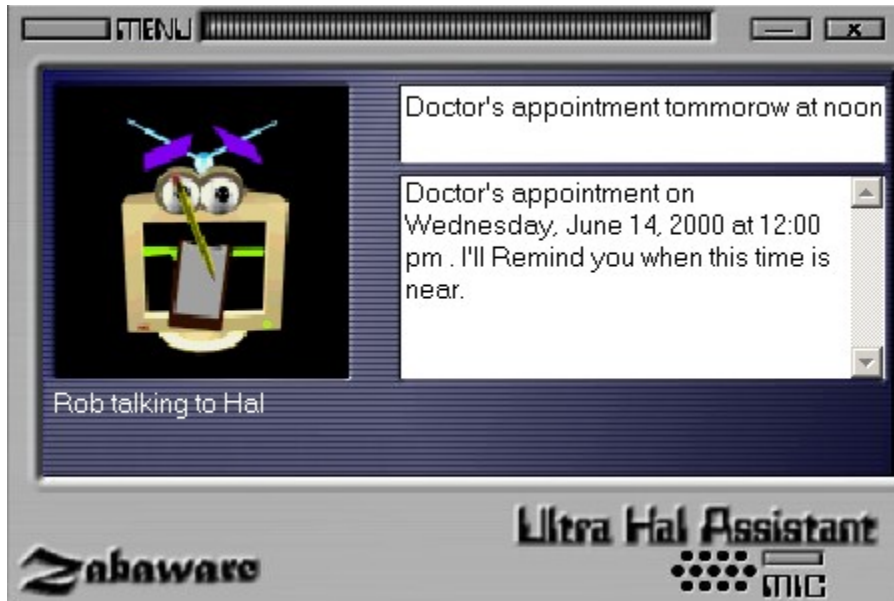 MENU
Doctor's appointment tommorow at noon
Doctor's appointment on
Wednesday, June 14, 2000 at 12:00
pm . I'll Remind you when this time is
near.
Rob talking to Hal
Ultra Hal Assistant
Zabaware
MIC